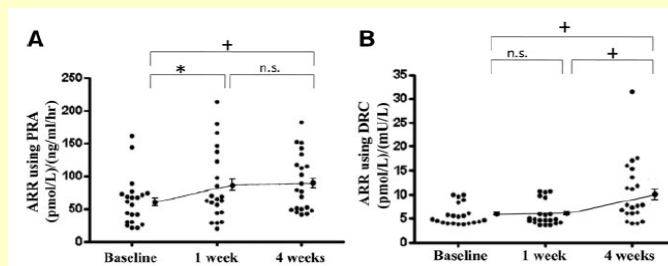 A
+
*
n.s.
ARR using PRA
(pmol/L)/(ng/ml/hr)
250
200
150
100
50
0
Baseline
1 week
4 weeks
B
+
n.s.
+
ARR using DRC
(pmol/L)/(mU/L)
35
30
25
20
15
10
5
0
Baseline
1 week
4 weeks